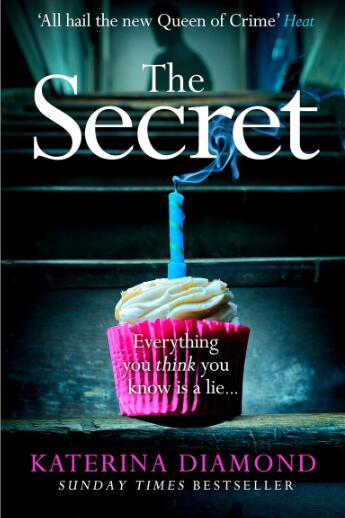 ‘All hail the new Queen of Crime’ Heat
The
Secret
Everything
you think you
know is a lie...
KATERINA DIAMOND
SUNDAY TIMES BESTSELLER